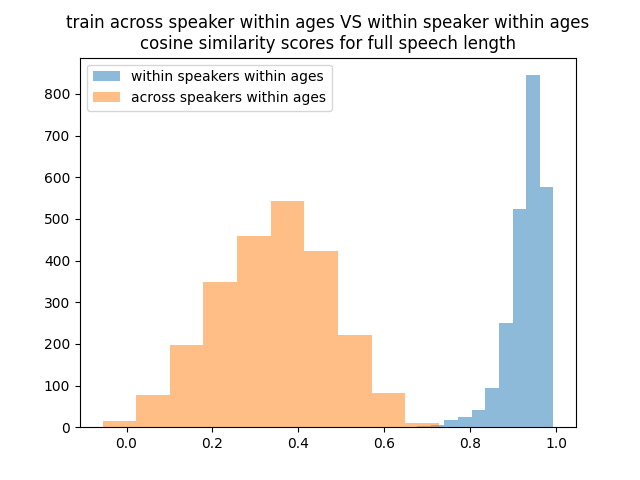 train across speaker within ages VS within speaker within ages
cosine similarity scores for full speech length
within speakers within ages
across speakers within ages
800
700
600
500
400
300
200
100
0
0.0 0.2 0.4 0.6 0.8 1.0